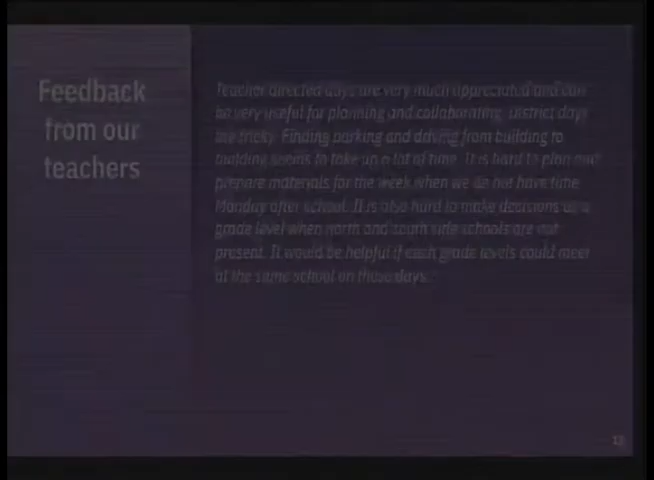 Feedback
from our
teachers
Teacher directed days are very much appreciated and can
be very useful for planning and collaborating. District days
are tricky. Finding parking and driving from building to
building seems to take up a lot of time. It is hard to plan and
prepare materials for the week when we do not have time
Monday after school. It is also hard to make decisions as a
grade level when north and south side schools are not
present. It would be helpful if each grade levels could meet
at the same school on those days.